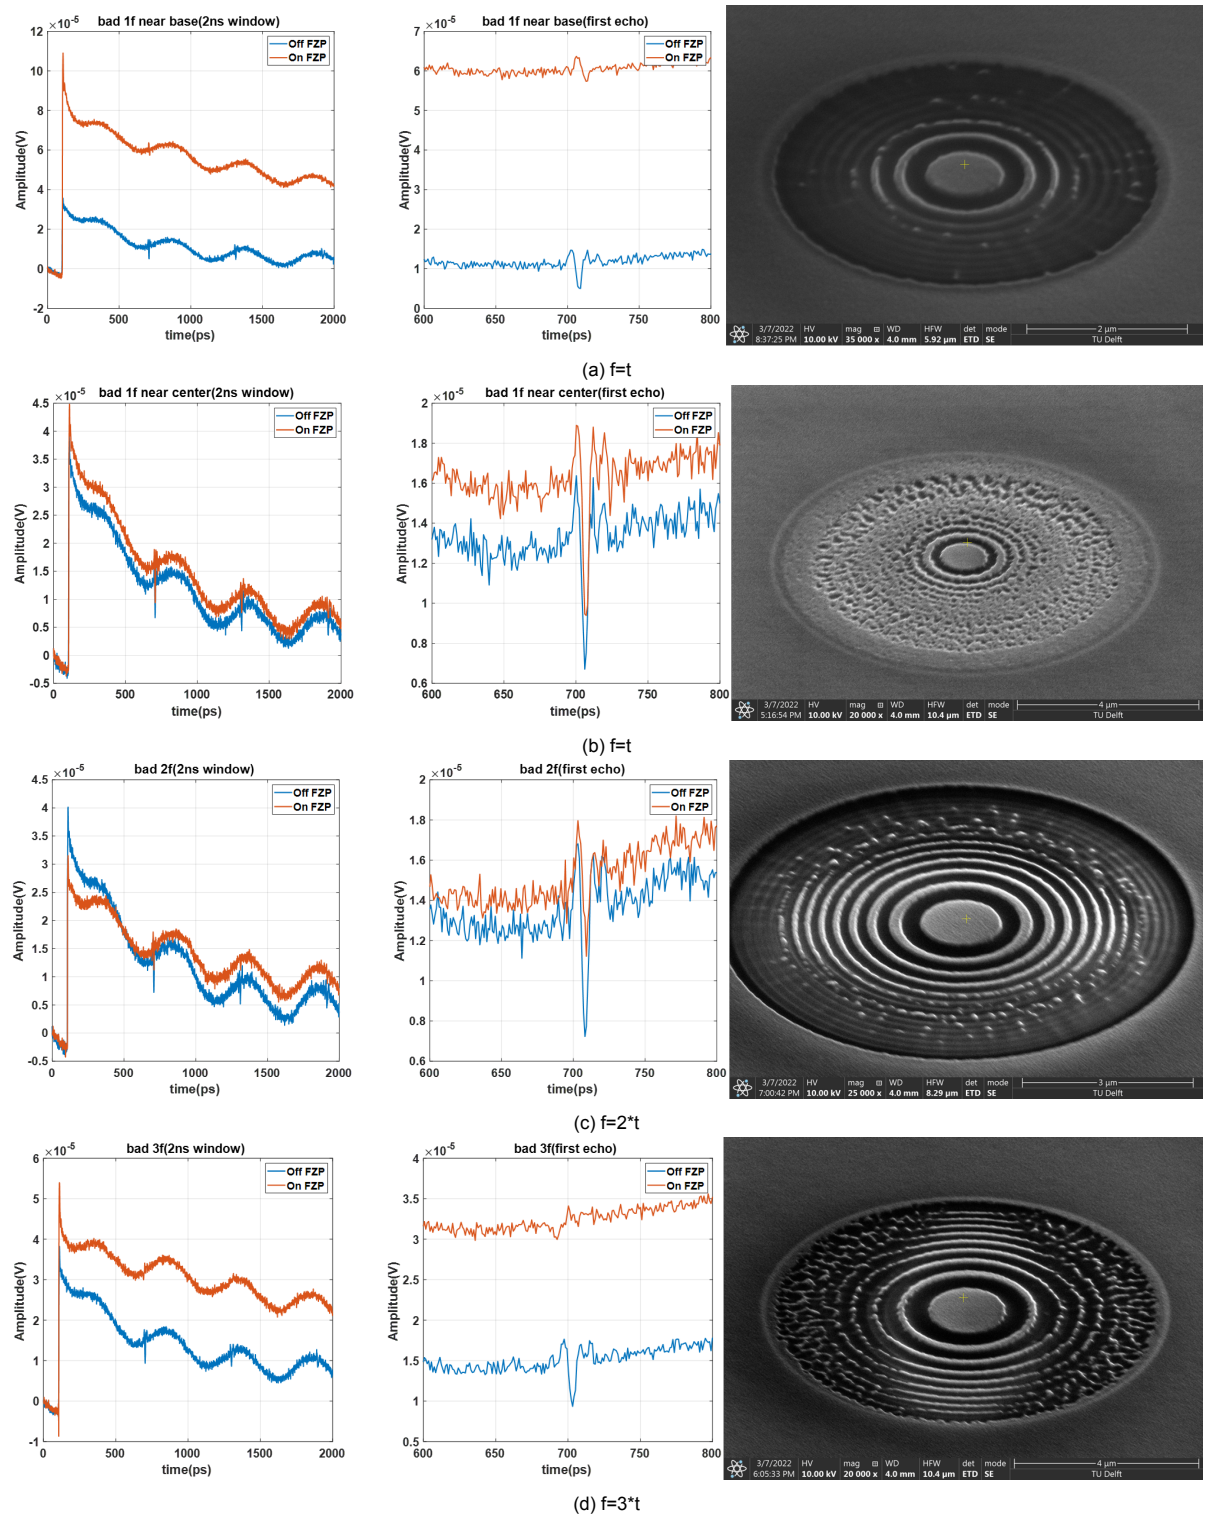 bad 1f near base(2ns window)
×10⁻⁵
12
10
8
6
4
2
0
-2
Amplitude(V)
Off FZP
On FZP
0 500 1000 1500 2000
time(ps)
bad 1f near base(first echo)
×10⁻⁵
7
6
5
4
3
2
1
0
Amplitude(V)
Off FZP
On FZP
600 650 700 750 800
time(ps)
3/7/2022 HV mag WD HFW det mode 2 µm
8:37:25 PM 10.00 kV 35 000 x 4.0 mm 5.92 µm ETD SE TU Delft
(a) f=t
bad 1f near center(2ns window)
×10⁻⁵
4.5
4
3.5
3
2.5
2
1.5
1
0.5
0
-0.5
Amplitude(V)
Off FZP
On FZP
0 500 1000 1500 2000
time(ps)
bad 1f near center(first echo)
×10⁻⁵
2
1.8
1.6
1.4
1.2
1
0.8
0.6
Amplitude(V)
Off FZP
On FZP
600 650 700 750 800
time(ps)
3/7/2022 HV mag WD HFW det mode 4 µm
5:16:54 PM 10.00 kV 20 000 x 4.0 mm 10.4 µm ETD SE TU Delft
(b) f=t
bad 2f(2ns window)
×10⁻⁵
4.5
4
3.5
3
2.5
2
1.5
1
0.5
0
-0.5
Amplitude(V)
Off FZP
On FZP
0 500 1000 1500 2000
time(ps)
bad 2f(first echo)
×10⁻⁵
2
1.8
1.6
1.4
1.2
1
0.8
0.6
Amplitude(V)
Off FZP
On FZP
600 650 700 750 800
time(ps)
3/7/2022 HV mag WD HFW det mode 3 µm
7:00:42 PM 10.00 kV 25 000 x 4.0 mm 8.29 µm ETD SE TU Delft
(c) f=2*t
bad 3f(2ns window)
×10⁻⁵
6
5
4
3
2
1
0
-1
Amplitude(V)
Off FZP
On FZP
0 500 1000 1500 2000
time(ps)
bad 3f(first echo)
×10⁻⁵
4
3.5
3
2.5
2
1.5
1
0.5
Amplitude(V)
Off FZP
On FZP
600 650 700 750 800
time(ps)
3/7/2022 HV mag WD HFW det mode 4 µm
6:05:33 PM 10.00 kV 20 000 x 4.0 mm 10.4 µm ETD SE TU Delft
(d) f=3*t